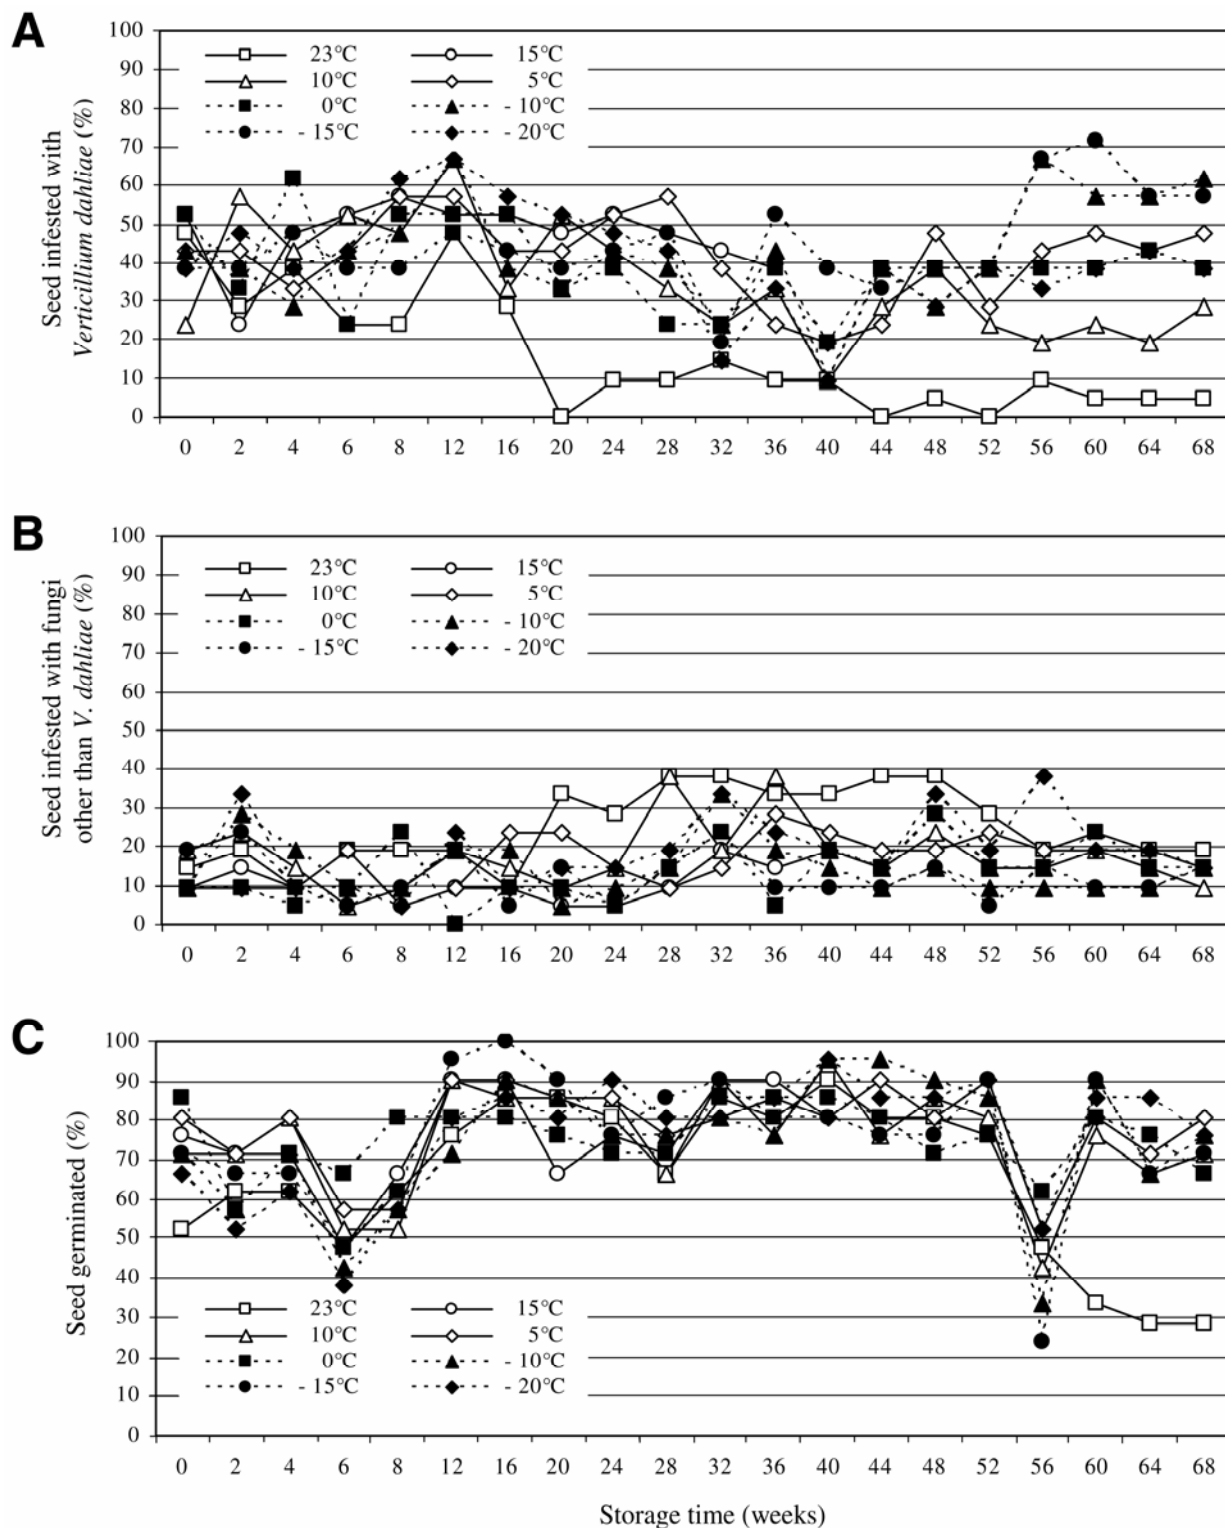 A
100
90
80
70
60
50
40
30
20
10
0
Seed infested with
Verticillium dahliae (%)
23°C 15°C
10°C 5°C
0°C - 10°C
- 15°C - 20°C
0 2 4 6 8 12 16 20 24 28 32 36 40 44 48 52 56 60 64 68
B
100
90
80
70
60
50
40
30
20
10
0
Seed infested with fungi
other than V. dahliae (%)
23°C 15°C
10°C 5°C
0°C - 10°C
- 15°C - 20°C
0 2 4 6 8 12 16 20 24 28 32 36 40 44 48 52 56 60 64 68
C
100
90
80
70
60
50
40
30
20
10
0
Seed germinated (%)
23°C 15°C
10°C 5°C
0°C - 10°C
- 15°C - 20°C
0 2 4 6 8 12 16 20 24 28 32 36 40 44 48 52 56 60 64 68
Storage time (weeks)